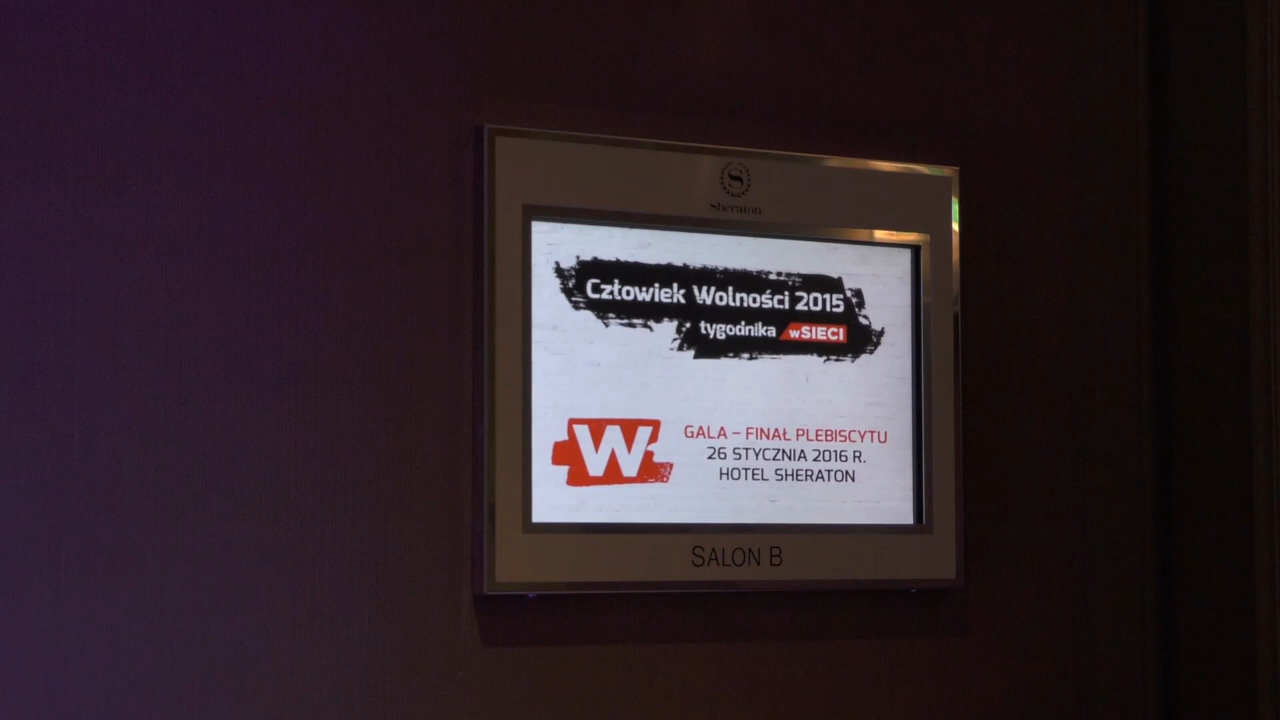 Sheraton
Człowiek Wolności 2015
tygodnika wSIECI
W
GALA – FINAŁ PLEBISCYTU
26 STYCZNIA 2016 R.
HOTEL SHERATON
SALON B